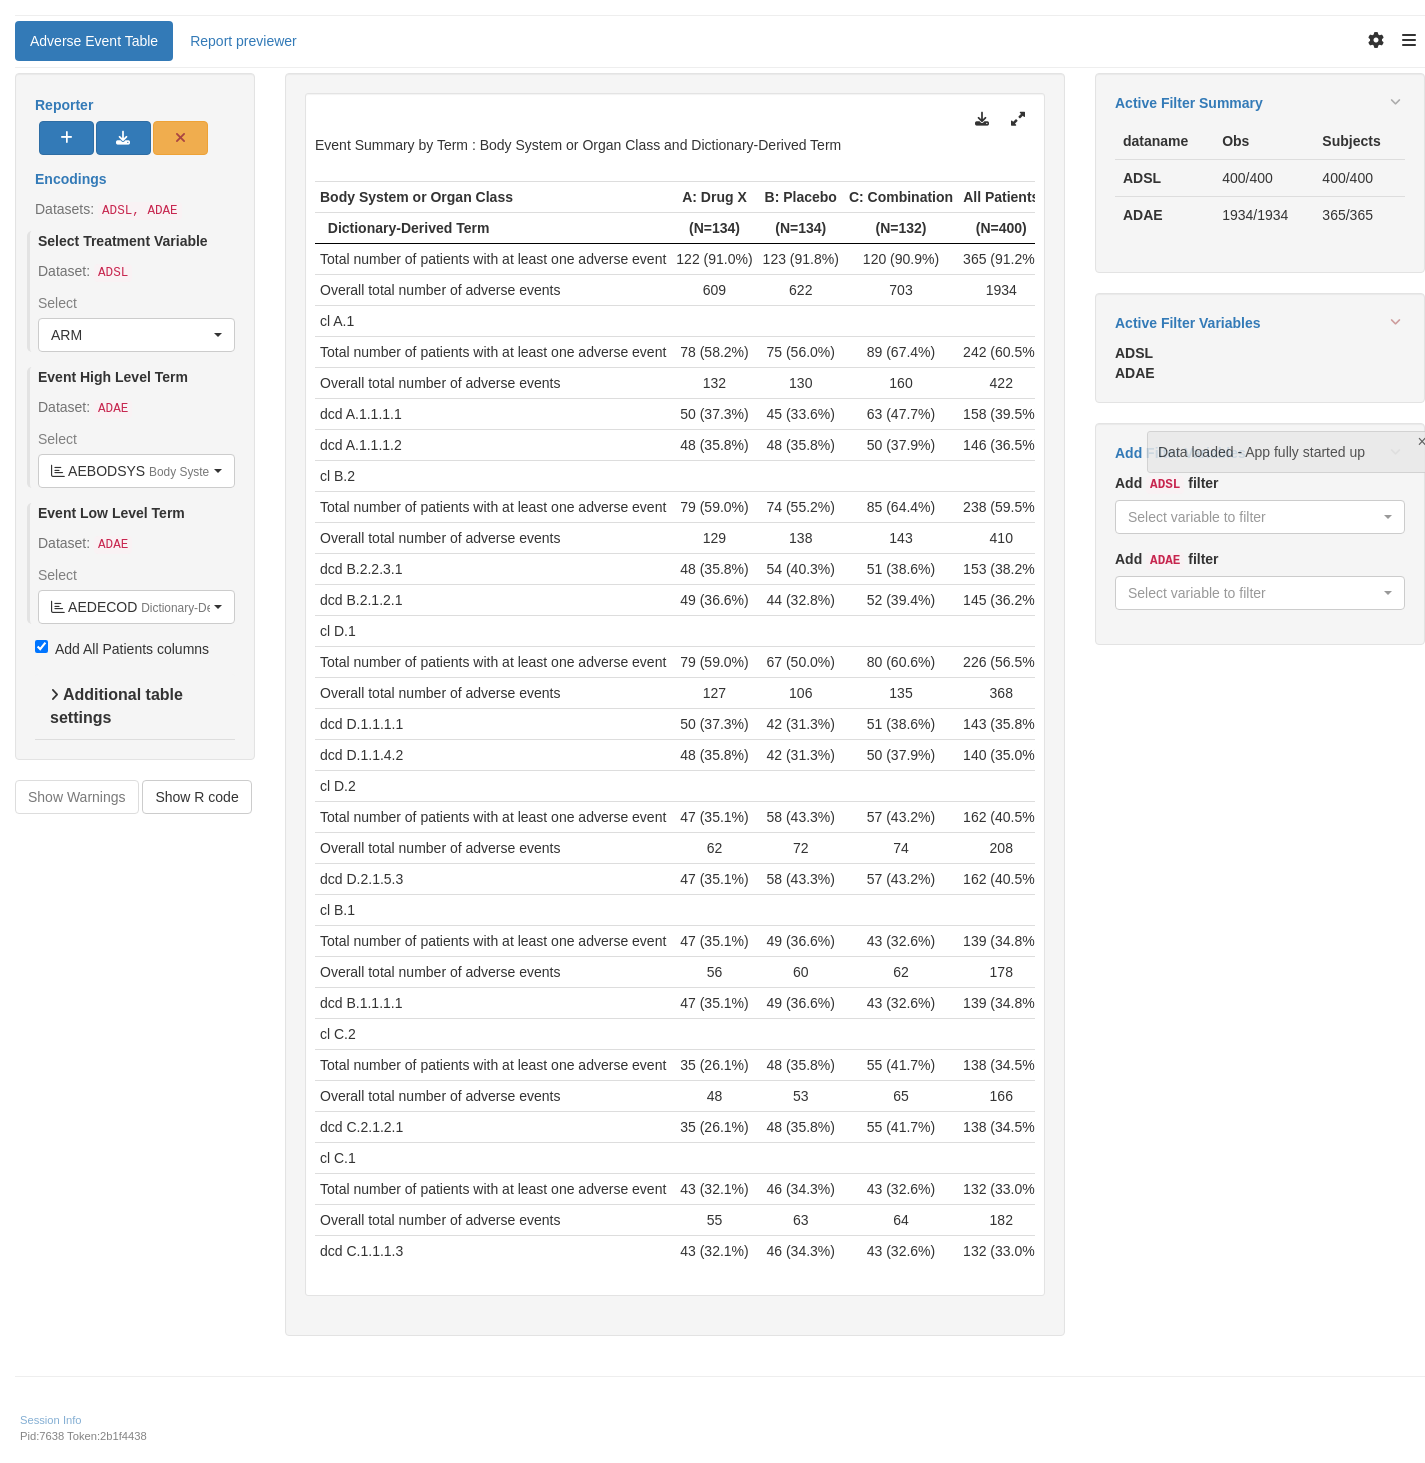 Adverse Event Table Report previewer
Reporter
Encodings
Datasets: ADSL, ADAE
Select Treatment Variable
Dataset: ADSL
Select
ARM
Event High Level Term
Dataset: ADAE
Select
AEBODSYS Body Syste
Event Low Level Term
Dataset: ADAE
Select
AEDECOD Dictionary-De
Add All Patients columns
Additional table
settings
Show Warnings Show R code
Event Summary by Term : Body System or Organ Class and Dictionary-Derived Term
Body System or Organ Class A: Drug X B: Placebo C: Combination All Patients
Dictionary-Derived Term (N=134) (N=134) (N=132) (N=400)
Total number of patients with at least one adverse event 122 (91.0%) 123 (91.8%) 120 (90.9%) 365 (91.2%
Overall total number of adverse events 609 622 703 1934
cl A.1
Total number of patients with at least one adverse event 78 (58.2%) 75 (56.0%) 89 (67.4%) 242 (60.5%
Overall total number of adverse events 132 130 160 422
dcd A.1.1.1.1 50 (37.3%) 45 (33.6%) 63 (47.7%) 158 (39.5%
dcd A.1.1.1.2 48 (35.8%) 48 (35.8%) 50 (37.9%) 146 (36.5%
cl B.2
Total number of patients with at least one adverse event 79 (59.0%) 74 (55.2%) 85 (64.4%) 238 (59.5%
Overall total number of adverse events 129 138 143 410
dcd B.2.2.3.1 48 (35.8%) 54 (40.3%) 51 (38.6%) 153 (38.2%
dcd B.2.1.2.1 49 (36.6%) 44 (32.8%) 52 (39.4%) 145 (36.2%
cl D.1
Total number of patients with at least one adverse event 79 (59.0%) 67 (50.0%) 80 (60.6%) 226 (56.5%
Overall total number of adverse events 127 106 135 368
dcd D.1.1.1.1 50 (37.3%) 42 (31.3%) 51 (38.6%) 143 (35.8%
dcd D.1.1.4.2 48 (35.8%) 42 (31.3%) 50 (37.9%) 140 (35.0%
cl D.2
Total number of patients with at least one adverse event 47 (35.1%) 58 (43.3%) 57 (43.2%) 162 (40.5%
Overall total number of adverse events 62 72 74 208
dcd D.2.1.5.3 47 (35.1%) 58 (43.3%) 57 (43.2%) 162 (40.5%
cl B.1
Total number of patients with at least one adverse event 47 (35.1%) 49 (36.6%) 43 (32.6%) 139 (34.8%
Overall total number of adverse events 56 60 62 178
dcd B.1.1.1.1 47 (35.1%) 49 (36.6%) 43 (32.6%) 139 (34.8%
cl C.2
Total number of patients with at least one adverse event 35 (26.1%) 48 (35.8%) 55 (41.7%) 138 (34.5%
Overall total number of adverse events 48 53 65 166
dcd C.2.1.2.1 35 (26.1%) 48 (35.8%) 55 (41.7%) 138 (34.5%
cl C.1
Total number of patients with at least one adverse event 43 (32.1%) 46 (34.3%) 43 (32.6%) 132 (33.0%
Overall total number of adverse events 55 63 64 182
dcd C.1.1.1.3 43 (32.1%) 46 (34.3%) 43 (32.6%) 132 (33.0%
Active Filter Summary
dataname Obs Subjects
ADSL 400/400 400/400
ADAE 1934/1934 365/365
Active Filter Variables
ADSL
ADAE
Add
Data loaded - App fully started up ×
Add ADSL filter
Select variable to filter
Add ADAE filter
Select variable to filter
Session Info
Pid:7638 Token:2b1f4438